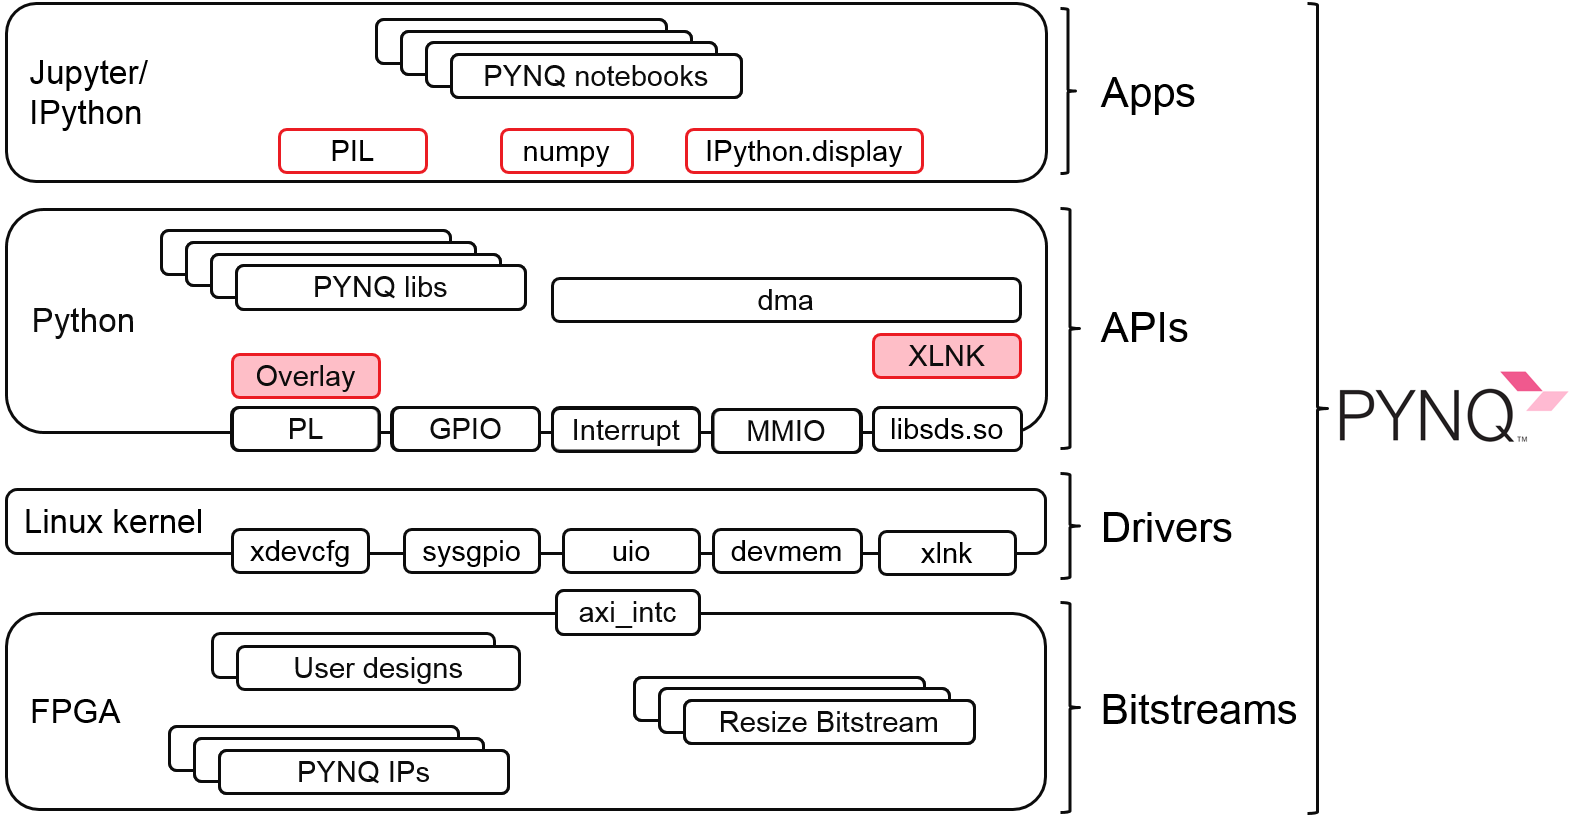 Jupyter/
IPython
PYNQ notebooks
PIL
numpy
IPython.display
Apps
Python
PYNQ libs
dma
XLNK
Overlay
PL
GPIO
Interrupt
MMIO
libsds.so
APIs
PYNQ™
Linux kernel
xdevcfg
sysgpio
uio
devmem
xlnk
Drivers
axi_intc
FPGA
User designs
Resize Bitstream
PYNQ IPs
Bitstreams